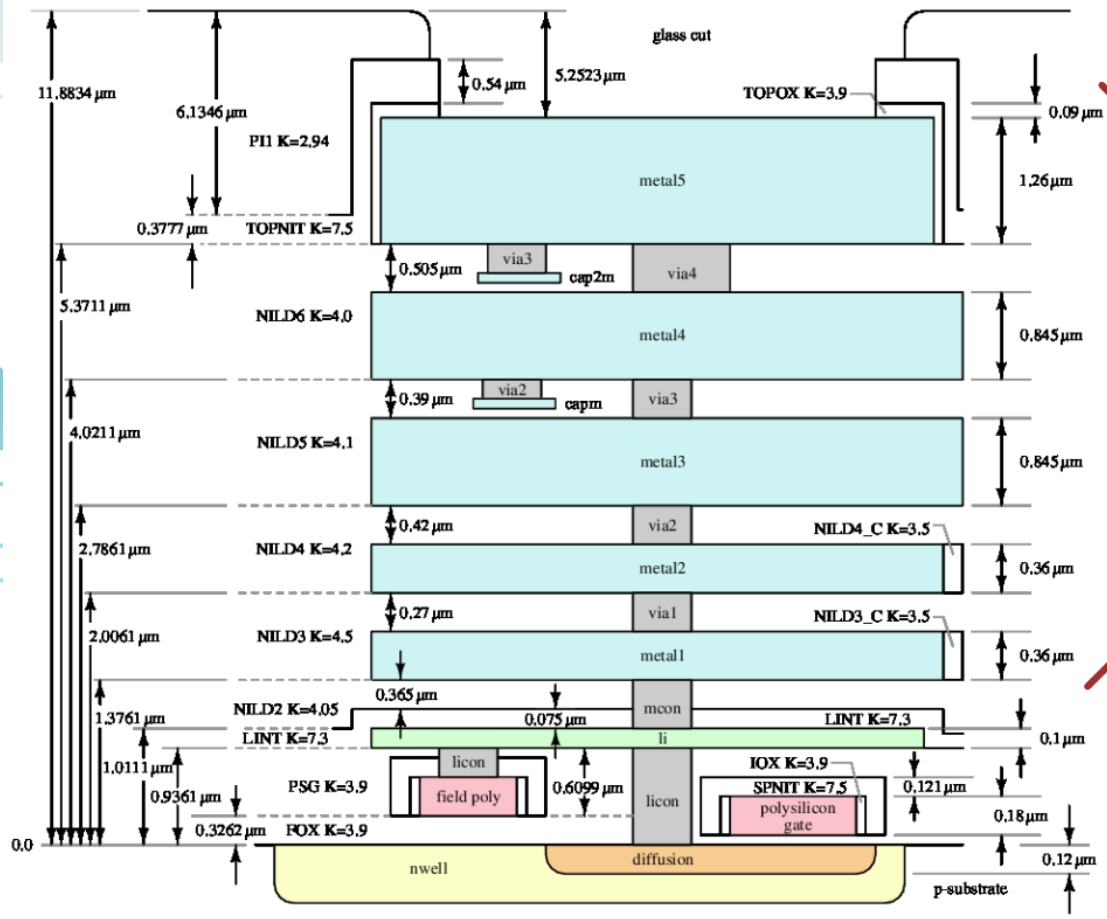 glass cut
11.8834 µm
0.54 µm
5.2523 µm
6.1346 µm
TOPOX K=3.9
0.09 µm
PI1 K=2.94
metal5
1.26 µm
0.3777 µm
TOPNIT K=7.5
0.505 µm
via3
cap2m
via4
5.3711 µm
NILD6 K=4.0
metal4
0.845 µm
0.39 µm
via2
capm
via3
4.0211 µm
NILD5 K=4.1
metal3
0.845 µm
0.42 µm
via2
NILD4_C K=3.5
2.7861 µm
NILD4 K=4.2
metal2
0.36 µm
0.27 µm
via1
NILD3_C K=3.5
2.0061 µm
NILD3 K=4.5
metal1
0.36 µm
0.365 µm
NILD2 K=4.05
mcon
1.3761 µm
0.075 µm
LINT K=7.3
LINT K=7.3
li
0.1 µm
1.0111 µm
licon
IOX K=3.9
PSG K=3.9
field poly
0.6099 µm
licon
SPNIT K=7.5
0.121 µm
0.9361 µm
polysilicon
gate
0.18 µm
0.3262 µm
FOX K=3.9
0.0
nwell
diffusion
0.12 µm
p-substrate